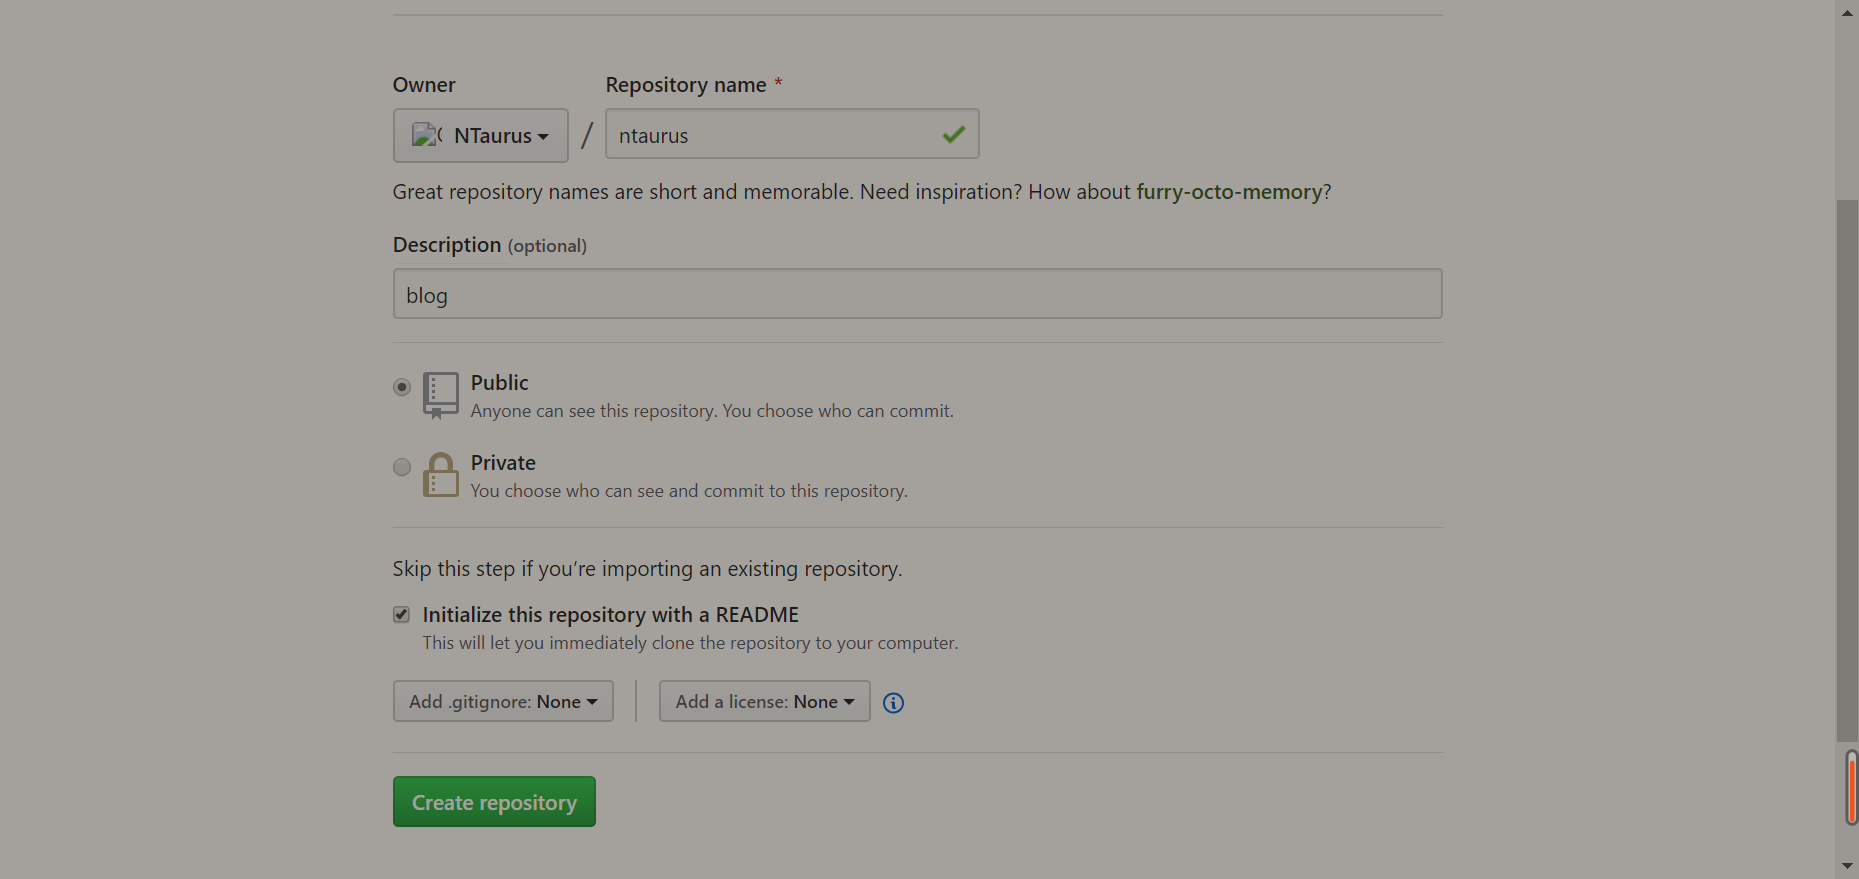 Owner
Repository name *
NTaurus / ntaurus
Great repository names are short and memorable. Need inspiration? How about furry-octo-memory?
Description (optional)
blog
Public
Anyone can see this repository. You choose who can commit.
Private
You choose who can see and commit to this repository.
Skip this step if you’re importing an existing repository.
Initialize this repository with a README
This will let you immediately clone the repository to your computer.
Add .gitignore: None
Add a license: None
Create repository